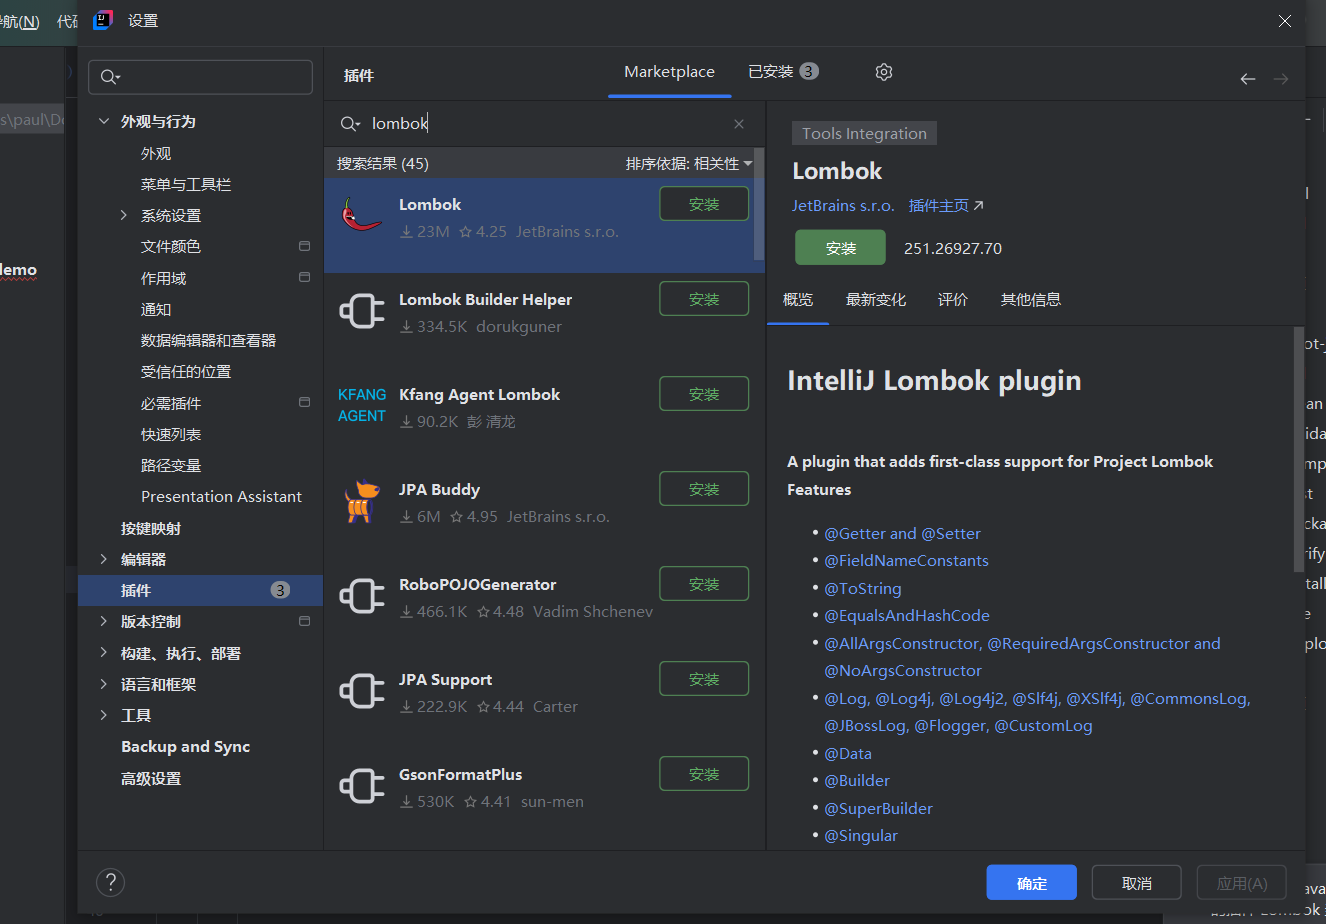 航(N) 代码
设置
插件
Marketplace
已安装 3
s\paul\Do
lombok
搜索结果 (45)
排序依据: 相关性
外观与行为
外观
菜单与工具栏
系统设置
文件颜色
作用域
通知
数据编辑器和查看器
受信任的位置
必需插件
快速列表
路径变量
Presentation Assistant
按键映射
编辑器
插件 3
版本控制
构建、执行、部署
语言和框架
工具
Backup and Sync
高级设置
demo
Lombok
23M 4.25 JetBrains s.r.o.
安装
Lombok Builder Helper
334.5K dorukguner
安装
KFANG AGENT
Kfang Agent Lombok
90.2K 彭 清龙
安装
JPA Buddy
6M 4.95 JetBrains s.r.o.
安装
RoboPOJOGenerator
466.1K 4.48 Vadim Shchenev
安装
JPA Support
222.9K 4.44 Carter
安装
GsonFormatPlus
530K 4.41 sun-men
安装
Tools Integration
Lombok
JetBrains s.r.o. 插件主页
安装 251.26927.70
概览 最新变化 评价 其他信息
IntelliJ Lombok plugin
A plugin that adds first-class support for Project Lombok
Features
• @Getter and @Setter
• @FieldNameConstants
• @ToString
• @EqualsAndHashCode
• @AllArgsConstructor, @RequiredArgsConstructor and
@NoArgsConstructor
• @Log, @Log4j, @Log4j2, @Slf4j, @XSlf4j, @CommonsLog,
@JBossLog, @Flogger, @CustomLog
• @Data
• @Builder
• @SuperBuilder
• @Singular
?
确定
取消
应用(A)